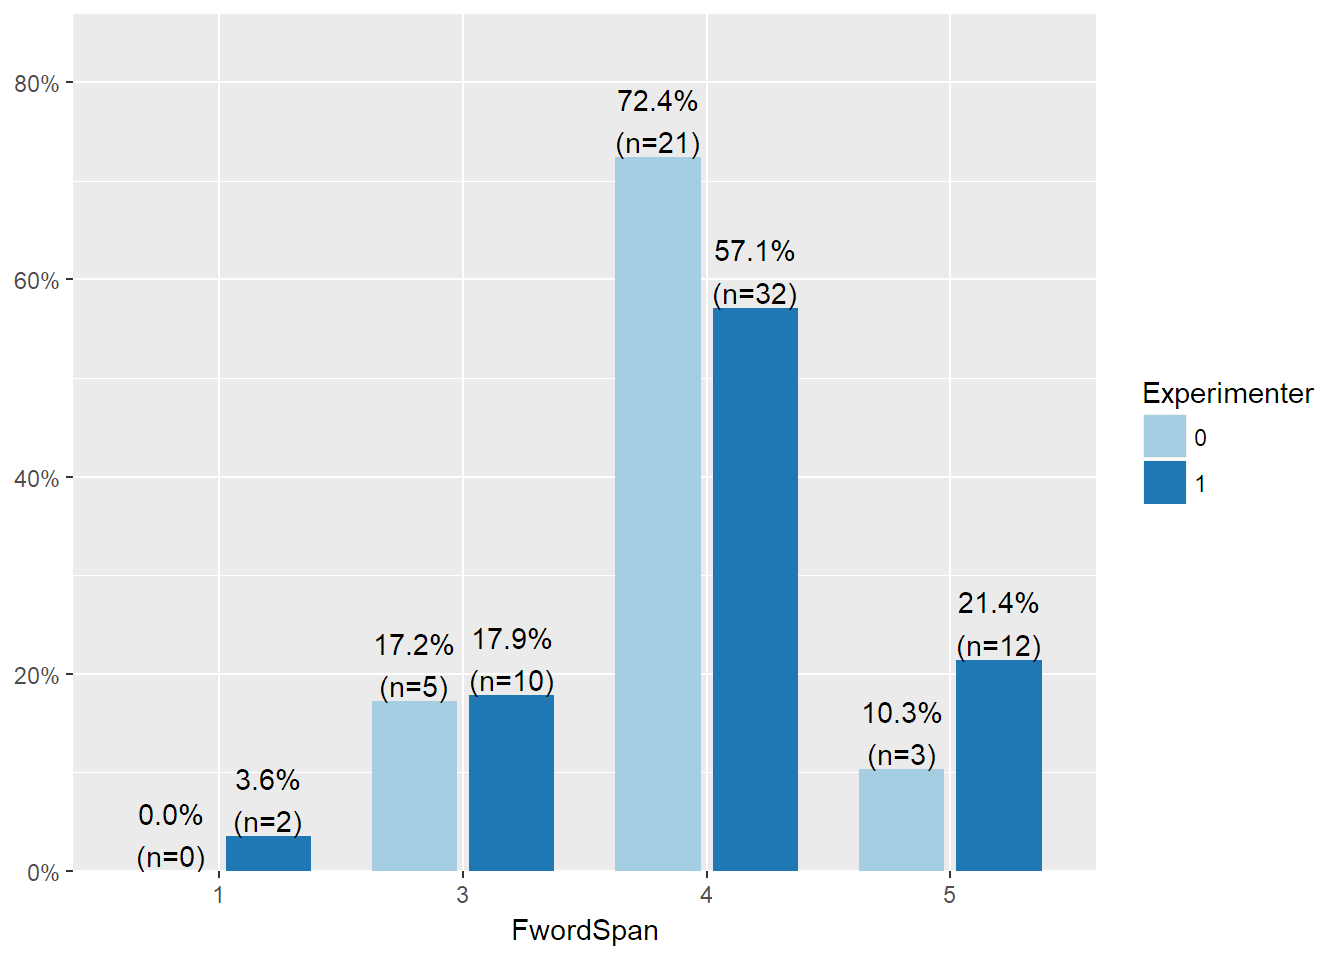 80%
60%
40%
20%
0%
72.4%
(n=21)
57.1%
(n=32)
21.4%
(n=12)
17.2%
(n=5)
17.9%
(n=10)
10.3%
(n=3)
3.6%
(n=2)
0.0%
(n=0)
1
3
4
5
FwordSpan
Experimenter
0
1